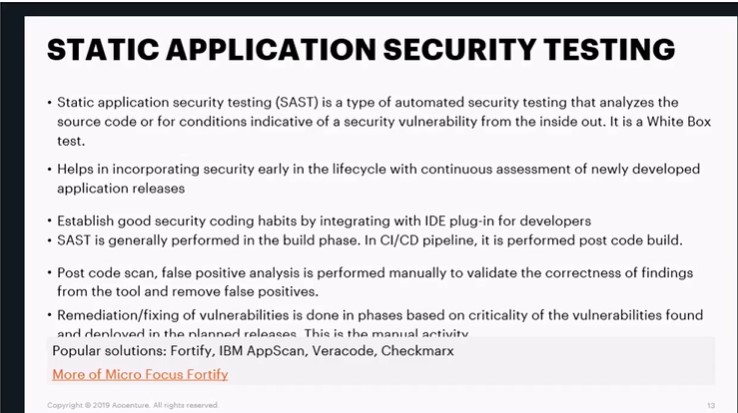 STATIC APPLICATION SECURITY TESTING
• Static application security testing (SAST) is a type of automated security testing that analyzes the
source code or for conditions indicative of a security vulnerability from the inside out. It is a White Box
test.
• Helps in incorporating security early in the lifecycle with continuous assessment of newly developed
application releases
• Establish good security coding habits by integrating with IDE plug-in for developers
• SAST is generally performed in the build phase. In CI/CD pipeline, it is performed post code build.
• Post code scan, false positive analysis is performed manually to validate the correctness of findings
from the tool and remove false positives.
• Remediation/fixing of vulnerabilities is done in phases based on criticality of the vulnerabilities found
and deployed in the planned releases. This is the manual activity
Popular solutions: Fortify, IBM AppScan, Veracode, Checkmarx
More of Micro Focus Fortify
Copyright © 2019 Accenture. All rights reserved.
13